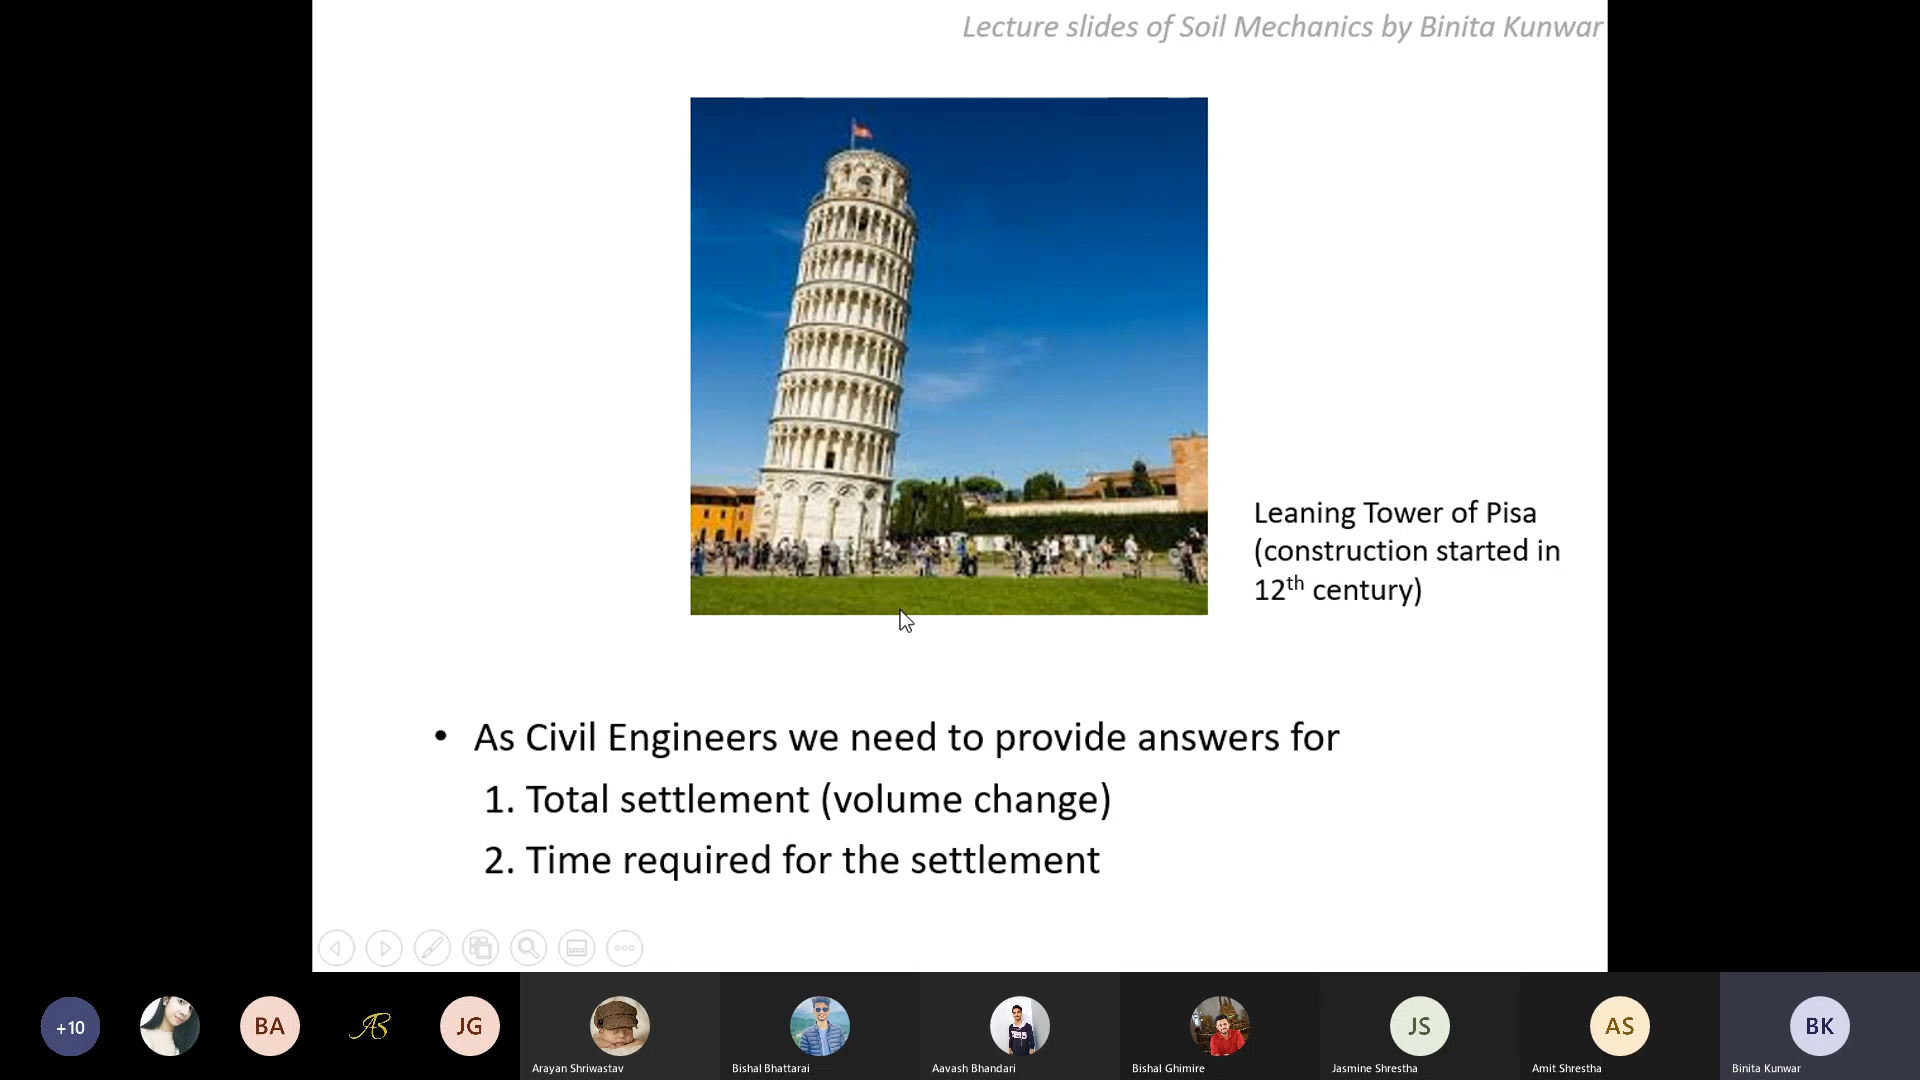 Lecture slides of Soil Mechanics by Binita Kunwar
Leaning Tower of Pisa
(construction started in
12th century)
• As Civil Engineers we need to provide answers for
1. Total settlement (volume change)
2. Time required for the settlement
+10
BA
AS
JG
JS
AS
BK
Arayan Shriwastav
Bishal Bhattarai
Aavash Bhandari
Bishal Ghimire
Jasmine Shrestha
Amit Shrestha
Binita Kunwar